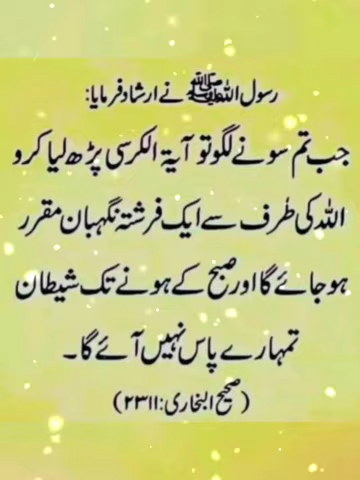 رسول اللہ ﷺ نے ارشاد فرمایا:
جب تم سونے لگو تو آیۃ الکرسی پڑھ لیا کرو
اللہ کی طرف سے ایک فرشتہ نگہبان مقرر
ہو جائے گا اور صبح کے ہونے تک شیطان
تمہارے پاس نہیں آئے گا۔
(صحیح البخاری: ۲۳۱۱)